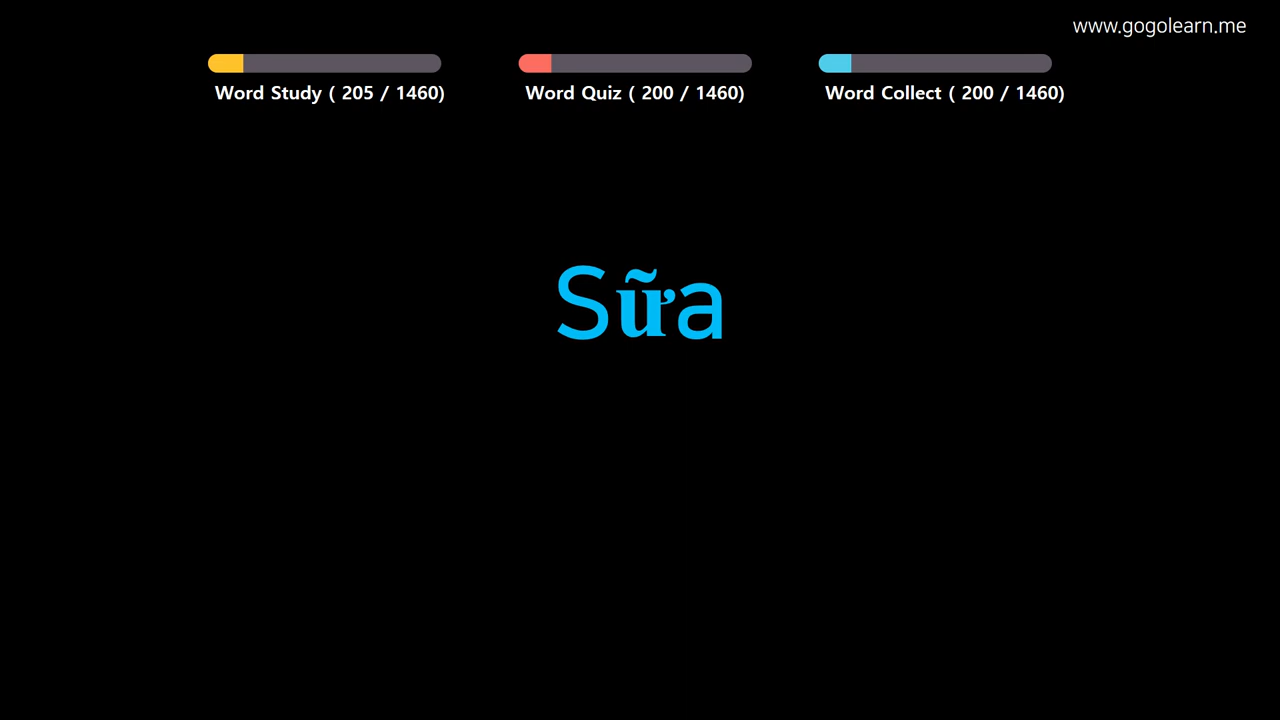 www.gogolearn.me
Word Study ( 205 / 1460)
Word Quiz ( 200 / 1460)
Word Collect ( 200 / 1460)
Sữa